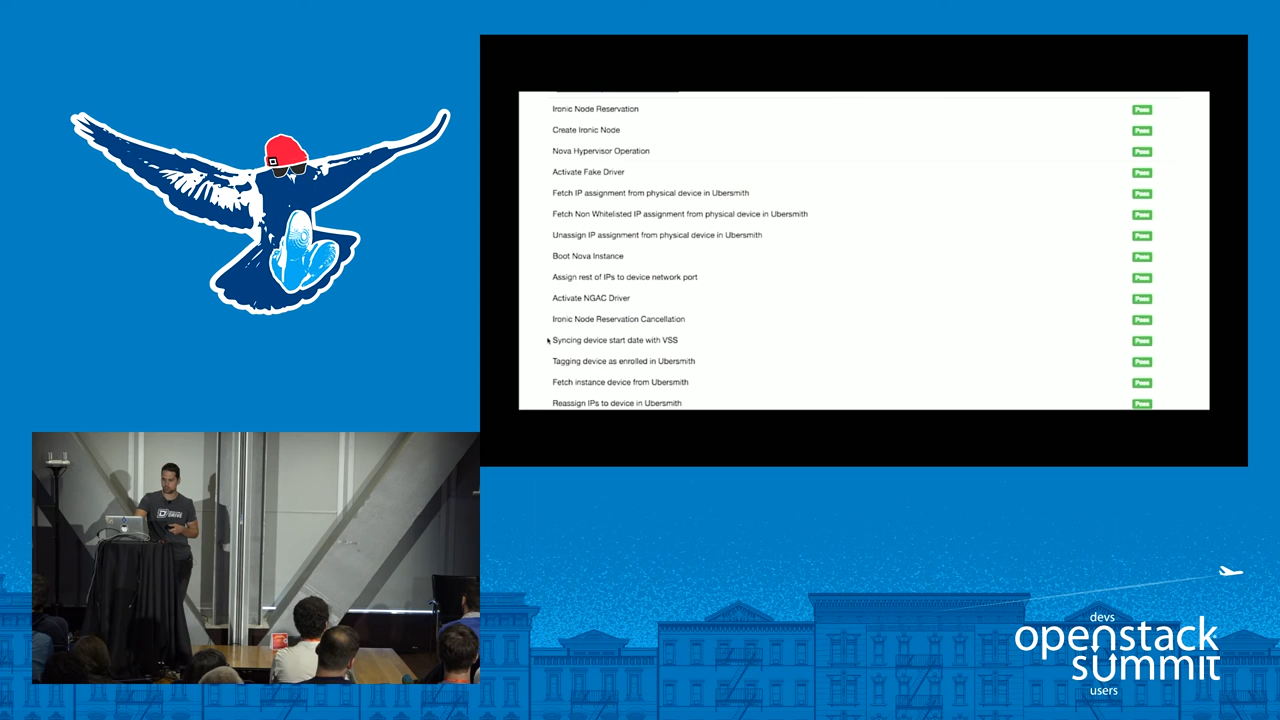 Ironic Node Reservation Pass
Create Ironic Node Pass
Nova Hypervisor Operation Pass
Activate Fake Driver Pass
Fetch IP assignment from physical device in Ubersmith Pass
Fetch Non Whitelisted IP assignment from physical device in Ubersmith Pass
Unassign IP assignment from physical device in Ubersmith Pass
Boot Nova Instance Pass
Assign rest of IPs to device network port Pass
Activate NGAC Driver Pass
Ironic Node Reservation Cancellation Pass
Syncing device start date with VSS Pass
Tagging device as enrolled in Ubersmith Pass
Fetch instance device from Ubersmith Pass
Reassign IPs to device in Ubersmith Pass
DRIVE
devs
openstack
summit
users